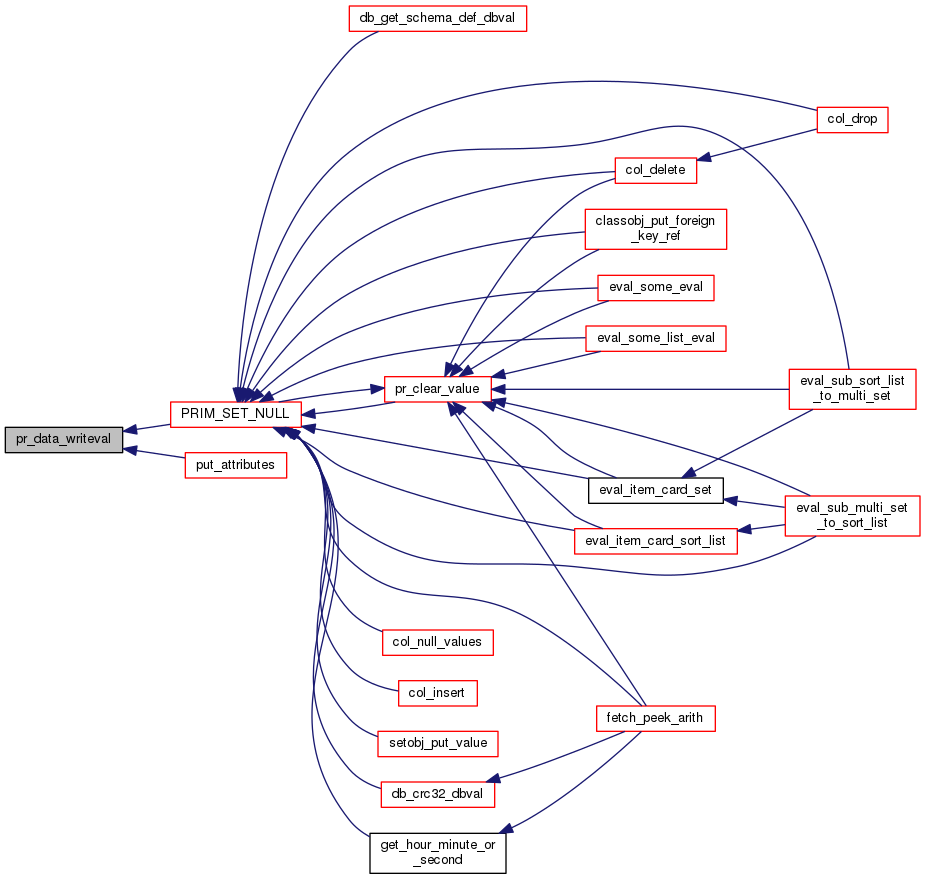 db_get_schema_def_dbval
col_drop
col_delete
classobj_put_foreign
_key_ref
eval_some_eval
eval_some_list_eval
pr_clear_value
eval_sub_sort_list
_to_multi_set
PRIM_SET_NULL
pr_data_writeval
put_attributes
eval_item_card_set
eval_sub_multi_set
_to_sort_list
eval_item_card_sort_list
col_null_values
col_insert
fetch_peek_arith
setobj_put_value
db_crc32_dbval
get_hour_minute_or
_second